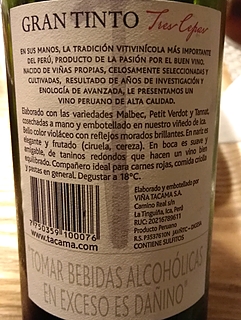 GRAN TINTO Tres Cepas
EN SUS MANOS, LA TRADICIÓN VITIVINÍCOLA MÁS IMPORTANTE
DEL PERÚ, PRODUCTO DE LA PASIÓN POR EL BUEN VINO.
NACIDO DE VIÑAS PROPIAS, CELOSAMENTE SELECCIONADAS Y
CULTIVADAS, RESULTADO DE AÑOS DE INVESTIGACIÓN
Y ENOLOGÍA DE AVANZADA, LE PRESENTAMOS UN
VINO PERUANO DE ALTA CALIDAD.
Elaborado con las variedades Malbec, Petit Verdot y Tannat,
cosechadas a mano y embotellado en nuestro viñedo de Ica.
Bello color violáceo con reflejos morados brillantes. En nariz es
elegante y frutado (ciruela, cereza). En boca es suave y
amigable, de taninos redondos que hacen un vino bien
equilibrado. Compañero ideal para carnes rojas, comida criolla
y pastas en general. Degustar a 18°C.
Elaborado y embotellado por
VIÑA TACAMA S.A.
Camino Real s/n
La Tinguiña, Ica, Perú
RUC: 20216789611
Producto Peruano
CONTIENE SULFITOS
7 750359 100076
www.tacama.com
TOMAR BEBIDAS ALCOHÓLICAS
EN EXCESO ES DAÑINO